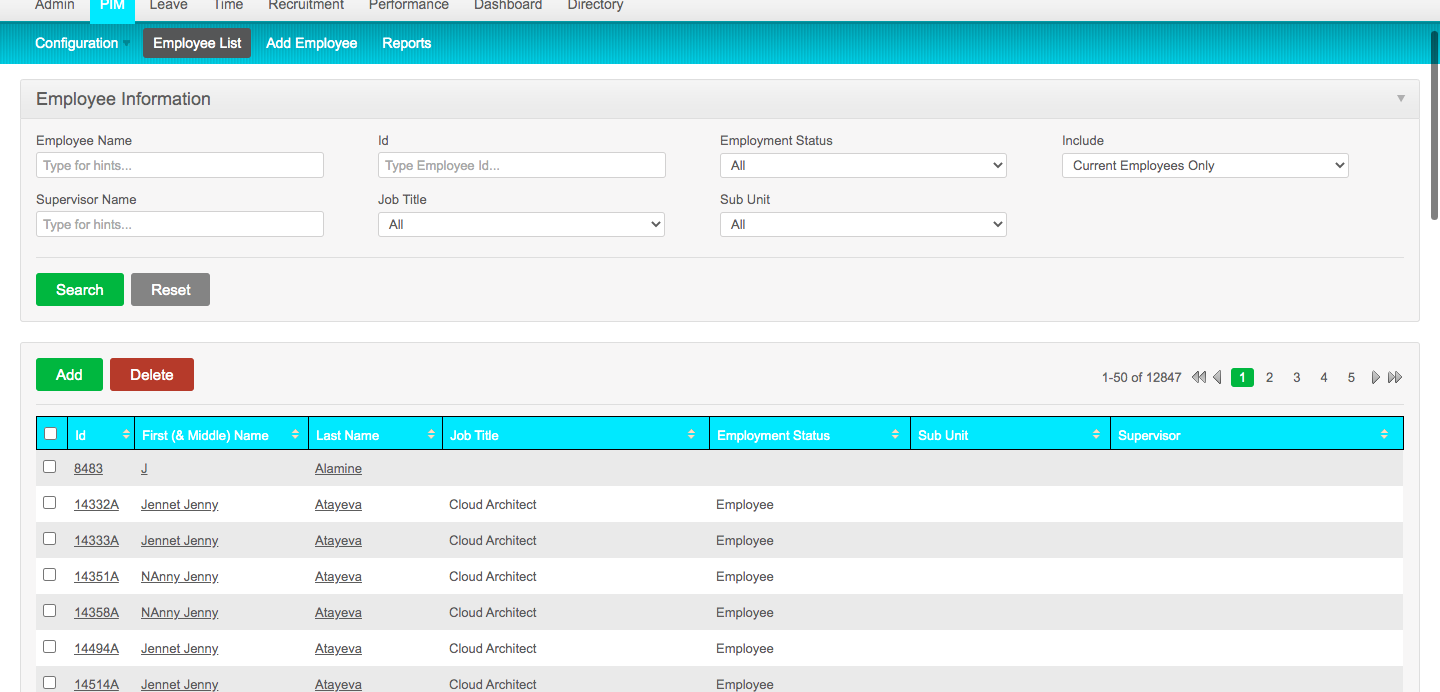 Admin PIM Leave Time Recruitment Performance Dashboard Directory
Configuration Employee List Add Employee Reports
Employee Information
Employee Name Id Employment Status Include
Type for hints... Type Employee Id... All Current Employees Only
Supervisor Name Job Title Sub Unit
Type for hints... All All
Search Reset
Add Delete 1-50 of 12847 1 2 3 4 5
Id First (& Middle) Name Last Name Job Title Employment Status Sub Unit Supervisor
8483 J Alamine
14332A Jennet Jenny Atayeva Cloud Architect Employee
14333A Jennet Jenny Atayeva Cloud Architect Employee
14351A NAnny Jenny Atayeva Cloud Architect Employee
14358A NAnny Jenny Atayeva Cloud Architect Employee
14494A Jennet Jenny Atayeva Cloud Architect Employee
14514A Jennet Jenny Atayeva Cloud Architect Employee